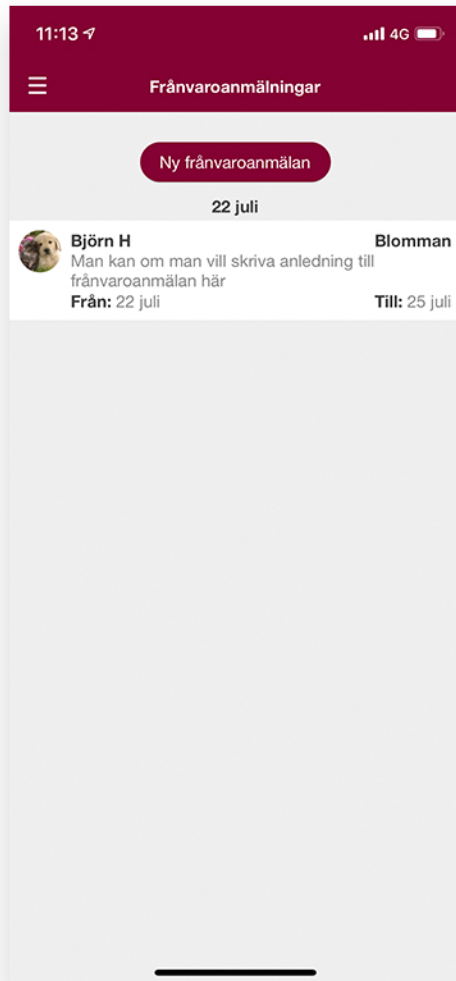 11:13 4G
Frånvaroanmälningar
Ny frånvaroanmälan
22 juli
Björn H Blomman
Man kan om man vill skriva anledning till
frånvaroanmälan här
Från: 22 juli Till: 25 juli